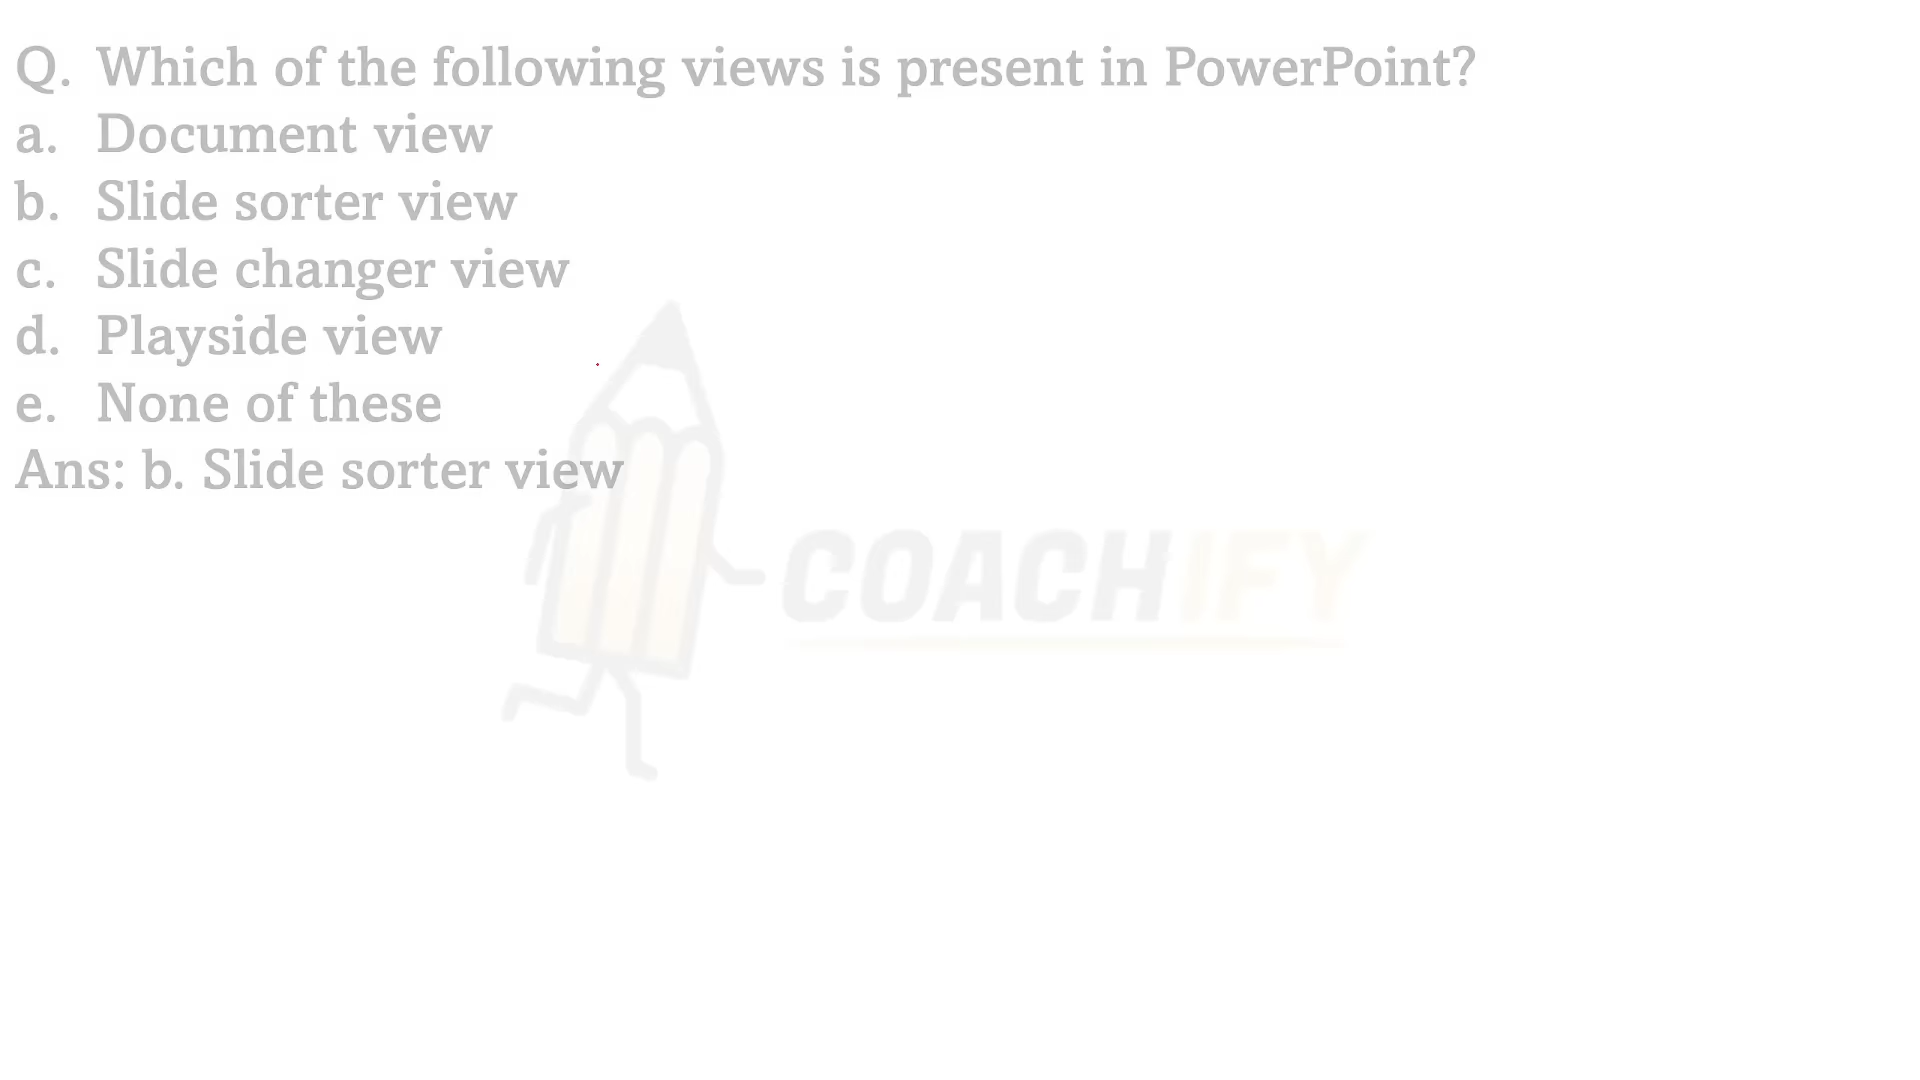 Q. Which of the following views is present in PowerPoint?
a. Document view
b. Slide sorter view
c. Slide changer view
d. Playside view
e. None of these
Ans: b. Slide sorter view
COACHIFY